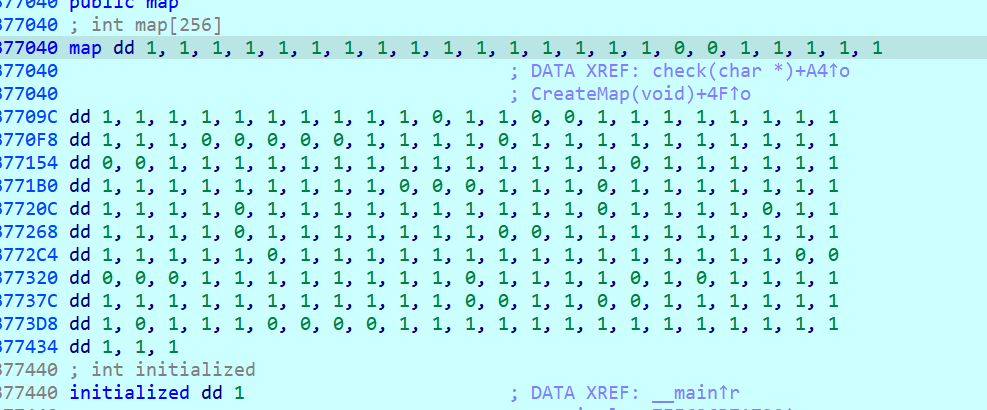 377040 public map
377040 ; int map[256]
377040 map dd 1, 1, 1, 1, 1, 1, 1, 1, 1, 1, 1, 1, 1, 1, 1, 1, 0, 0, 1, 1, 1, 1, 1
377040 ; DATA XREF: check(char *)+A4↑o
377040 ; CreateMap(void)+4F↑o
37709C dd 1, 1, 1, 1, 1, 1, 1, 1, 1, 1, 0, 1, 1, 0, 0, 1, 1, 1, 1, 1, 1, 1, 1
3770F8 dd 1, 1, 1, 0, 0, 0, 0, 0, 1, 1, 1, 1, 0, 1, 1, 1, 1, 1, 1, 1, 1, 1, 1
377154 dd 0, 0, 1, 1, 1, 1, 1, 1, 1, 1, 1, 1, 1, 1, 1, 1, 0, 1, 1, 1, 1, 1, 1
3771B0 dd 1, 1, 1, 1, 1, 1, 1, 1, 1, 0, 0, 0, 1, 1, 1, 0, 1, 1, 1, 1, 1, 1, 1
37720C dd 1, 1, 1, 1, 0, 1, 1, 1, 1, 1, 1, 1, 1, 1, 1, 0, 1, 1, 1, 1, 0, 1, 1
377268 dd 1, 1, 1, 1, 0, 1, 1, 1, 1, 1, 1, 1, 0, 0, 1, 1, 1, 1, 1, 1, 1, 1, 1
3772C4 dd 1, 1, 1, 1, 1, 0, 1, 1, 1, 1, 1, 1, 1, 1, 1, 1, 1, 1, 1, 1, 1, 0, 0
377320 dd 0, 0, 0, 1, 1, 1, 1, 1, 1, 1, 1, 0, 1, 1, 1, 1, 0, 1, 0, 1, 1, 1, 1
37737C dd 1, 1, 1, 1, 1, 1, 1, 1, 1, 1, 1, 0, 0, 1, 1, 0, 0, 1, 1, 1, 1, 1, 1
3773D8 dd 1, 0, 1, 1, 1, 0, 0, 0, 0, 1, 1, 1, 1, 1, 1, 1, 1, 1, 1, 1, 1, 1, 1
377434 dd 1, 1, 1
377440 ; int initialized
377440 initialized dd 1 ; DATA XREF: __main↑r